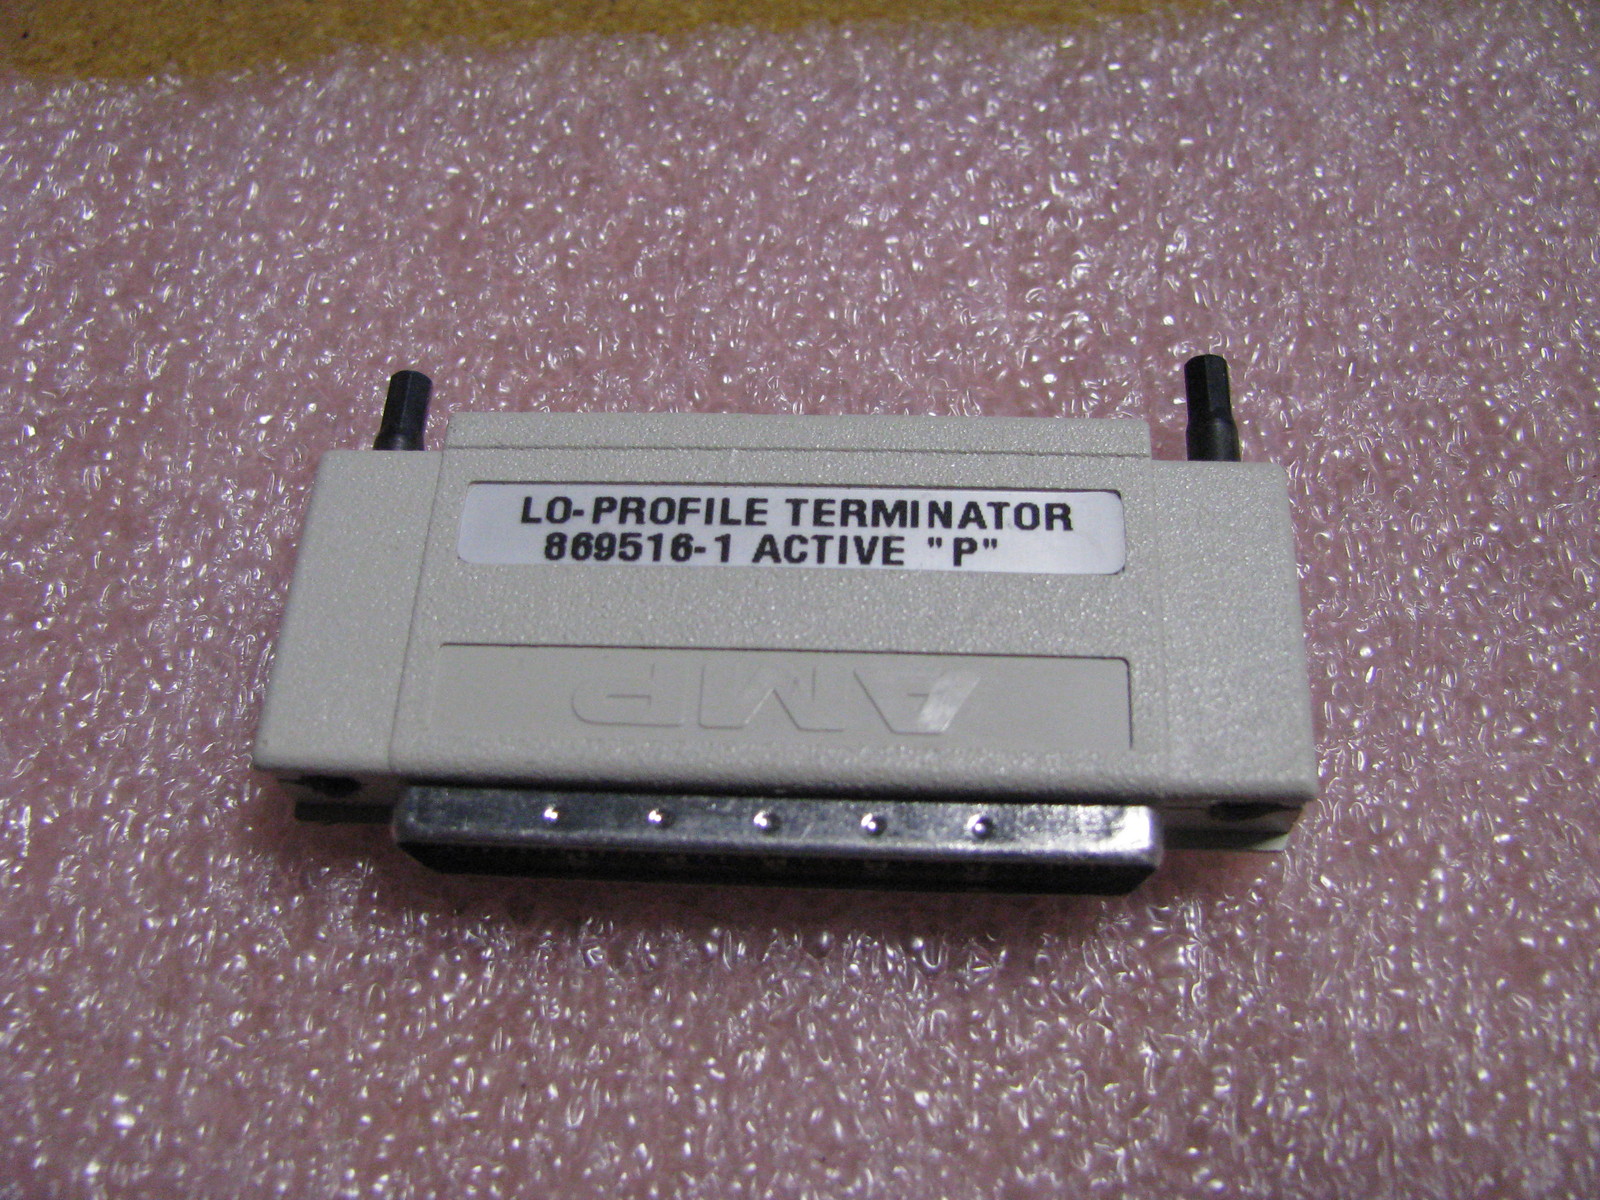 LO-PROFILE TERMINATOR
869516-1 ACTIVE "P"
AMP